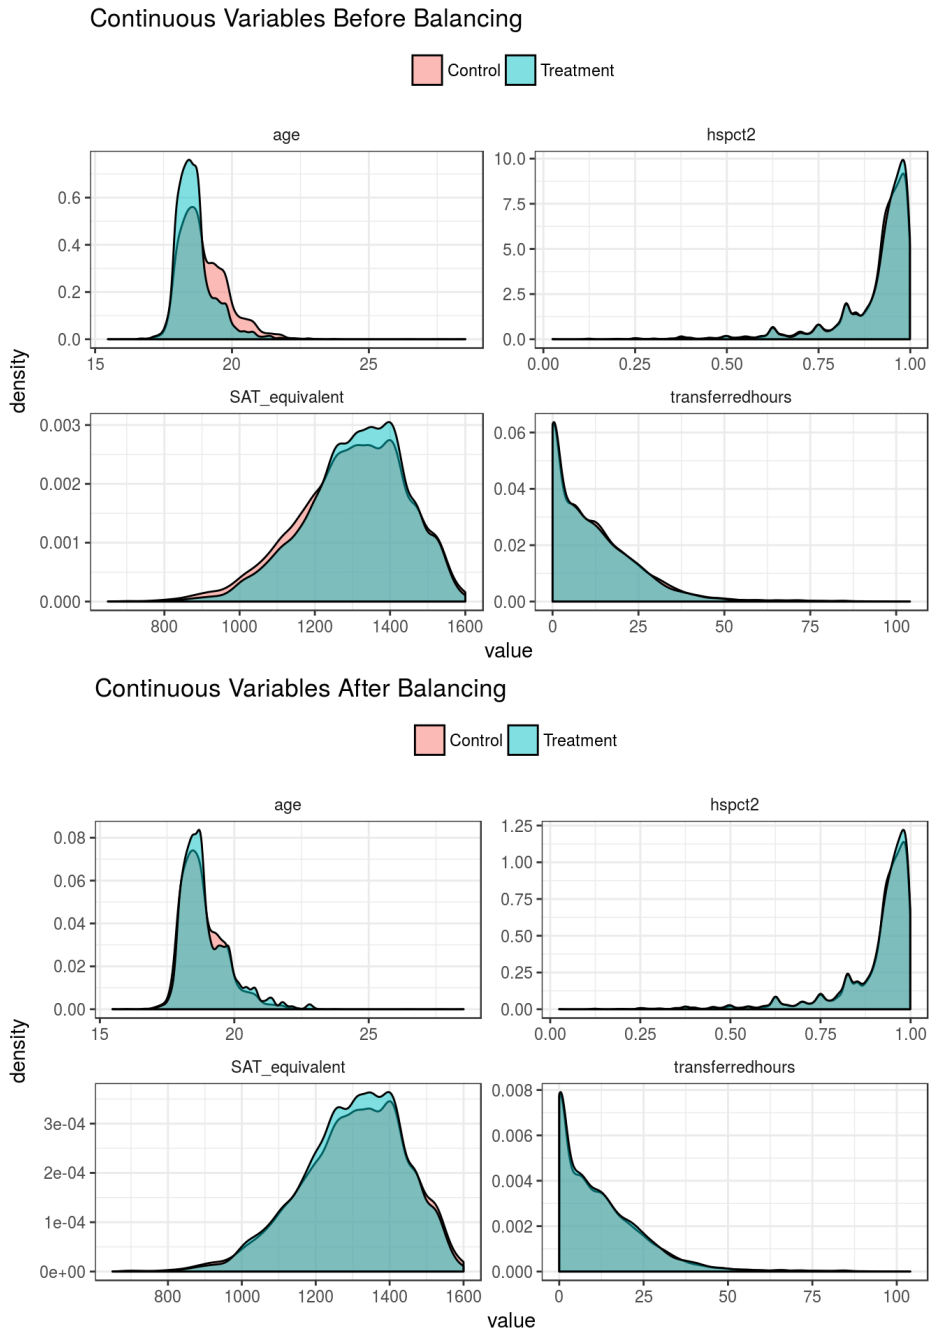 Continuous Variables Before Balancing
Control Treatment
age hspct2
0.6
0.4
0.2
0.0
15 20 25
10.0
7.5
5.0
2.5
0.0
0.00 0.25 0.50 0.75 1.00
density
SAT_equivalent transferredhours
0.003
0.002
0.001
0.000
800 1000 1200 1400 1600
0.06
0.04
0.02
0.00
0 25 50 75 100
value
Continuous Variables After Balancing
Control Treatment
age hspct2
0.08
0.06
0.04
0.02
0.00
15 20 25
1.25
1.00
0.75
0.50
0.25
0.00
0.00 0.25 0.50 0.75 1.00
density
SAT_equivalent transferredhours
3e-04
2e-04
1e-04
0e+00
800 1000 1200 1400 1600
0.008
0.006
0.004
0.002
0.000
0 25 50 75 100
value